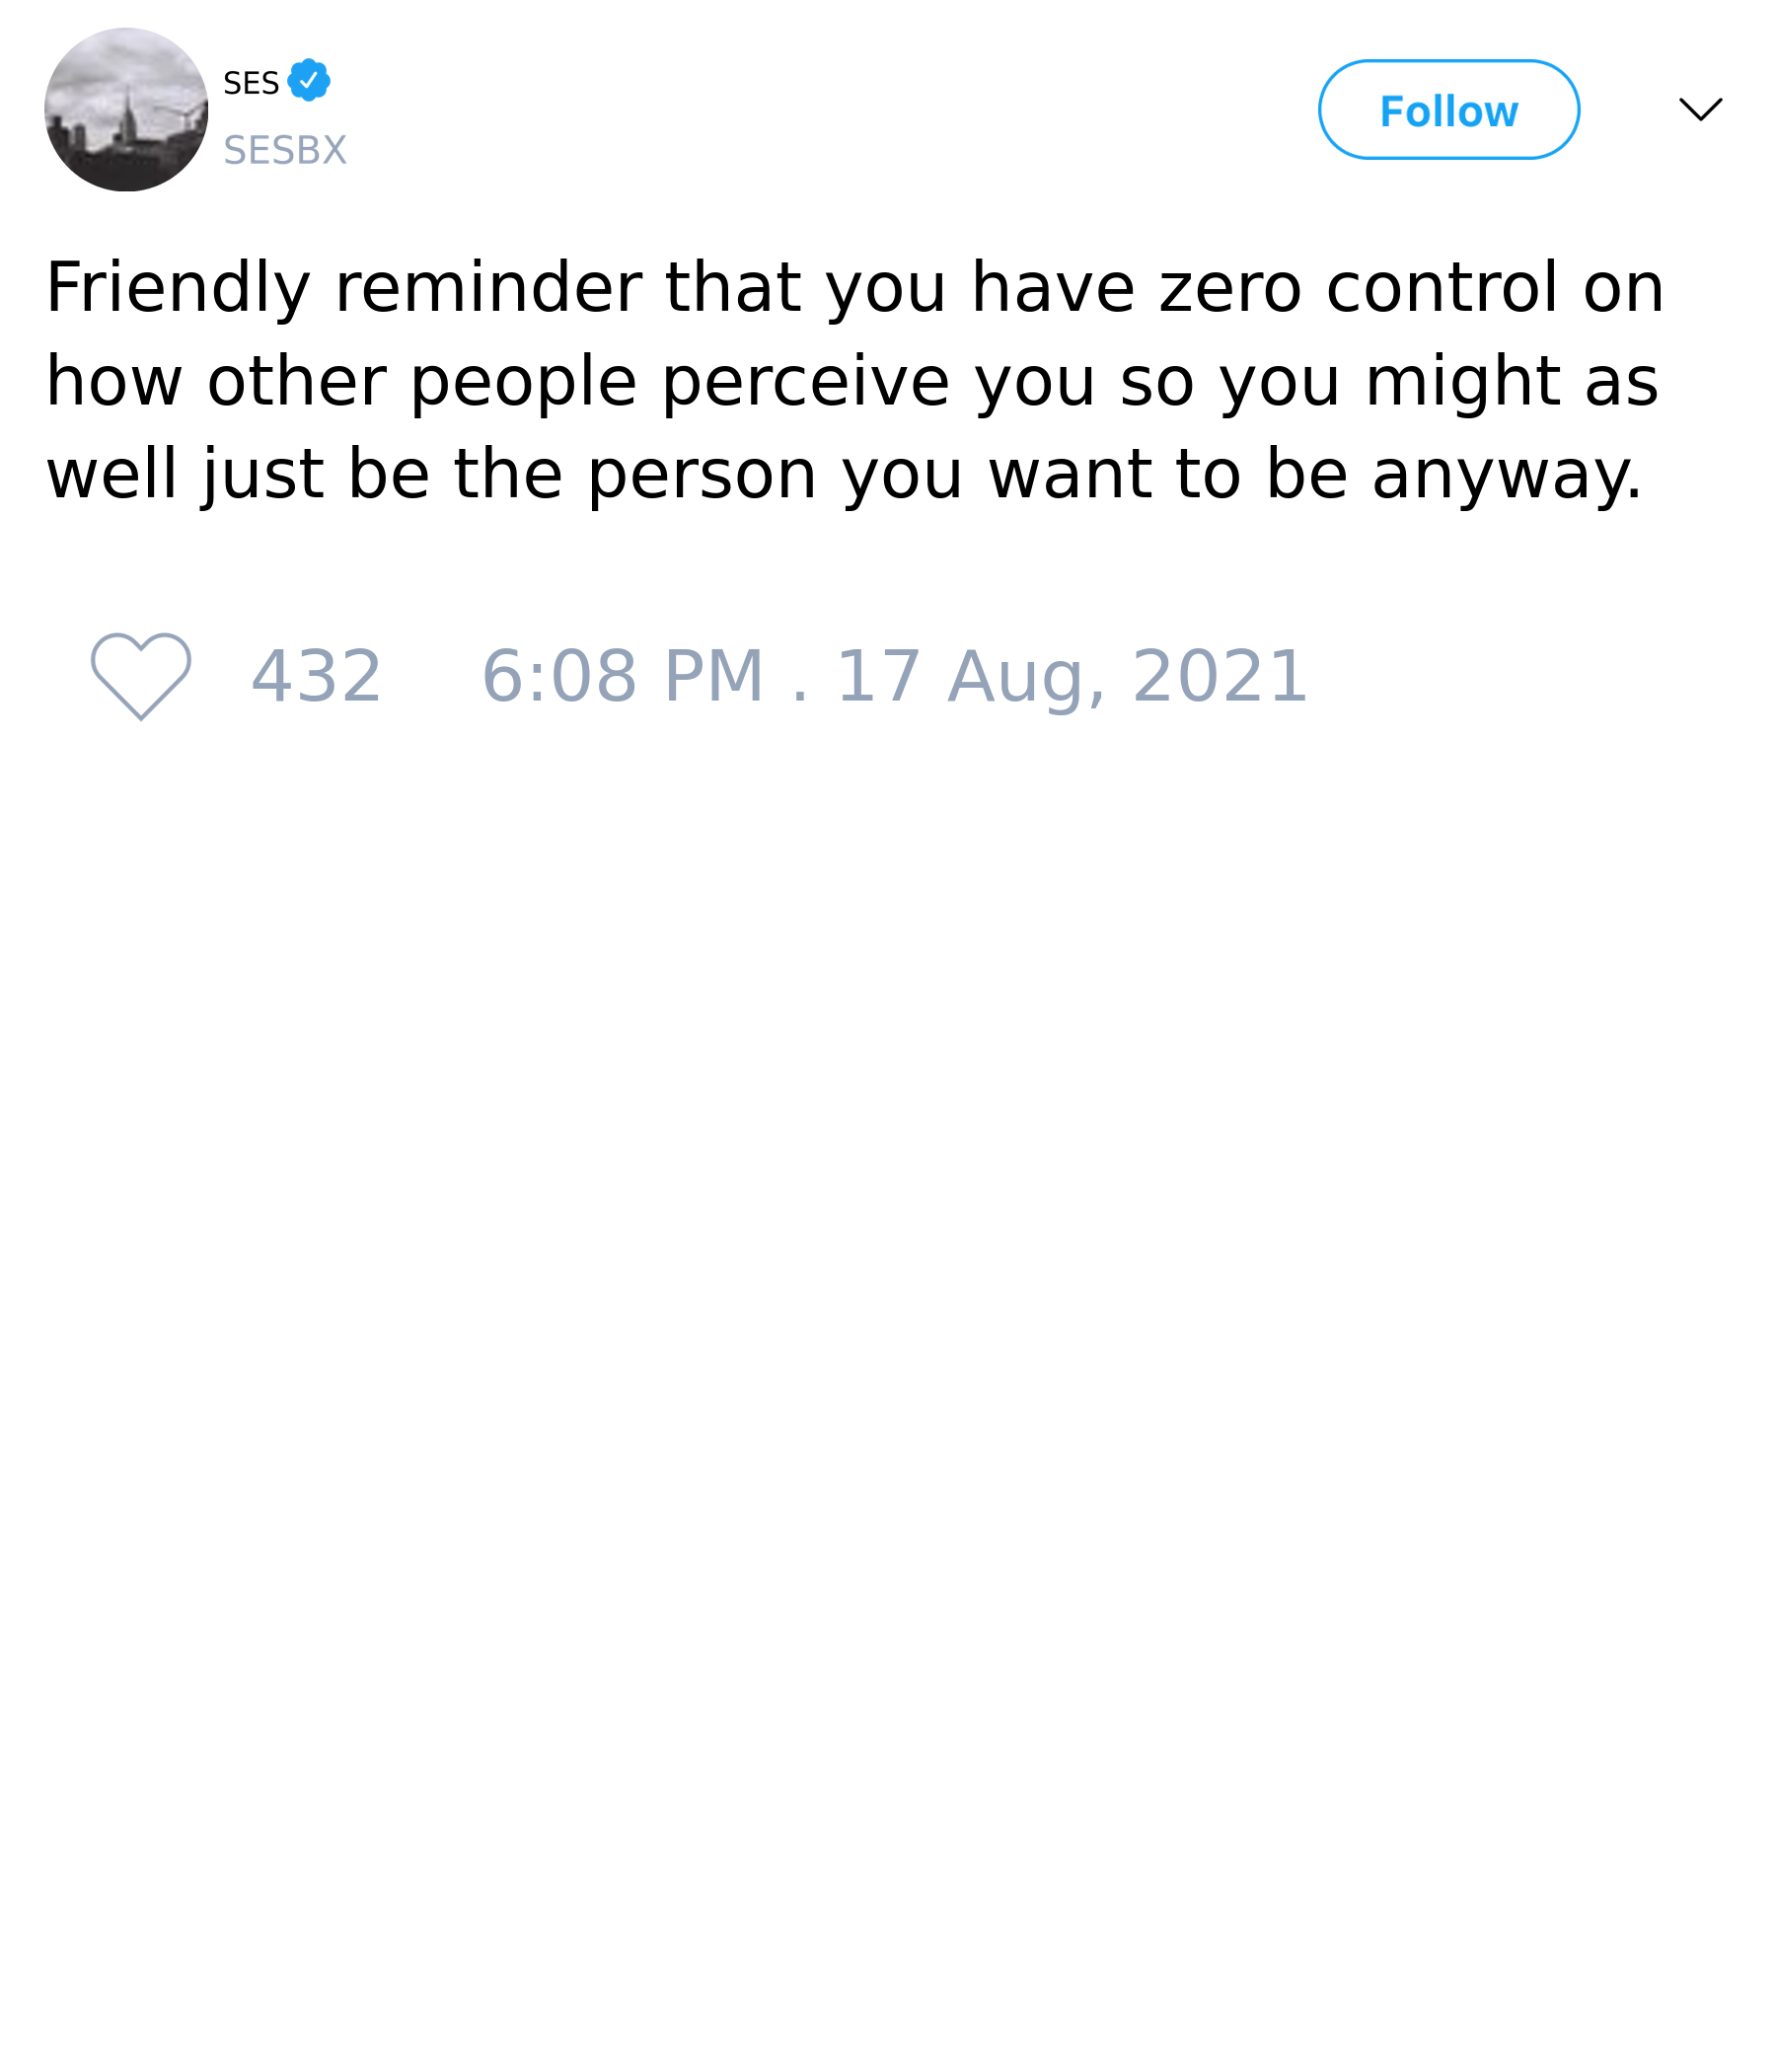 SES
SESBX
Follow
Friendly reminder that you have zero control on
how other people perceive you so you might as
well just be the person you want to be anyway.
432 6:08 PM . 17 Aug, 2021